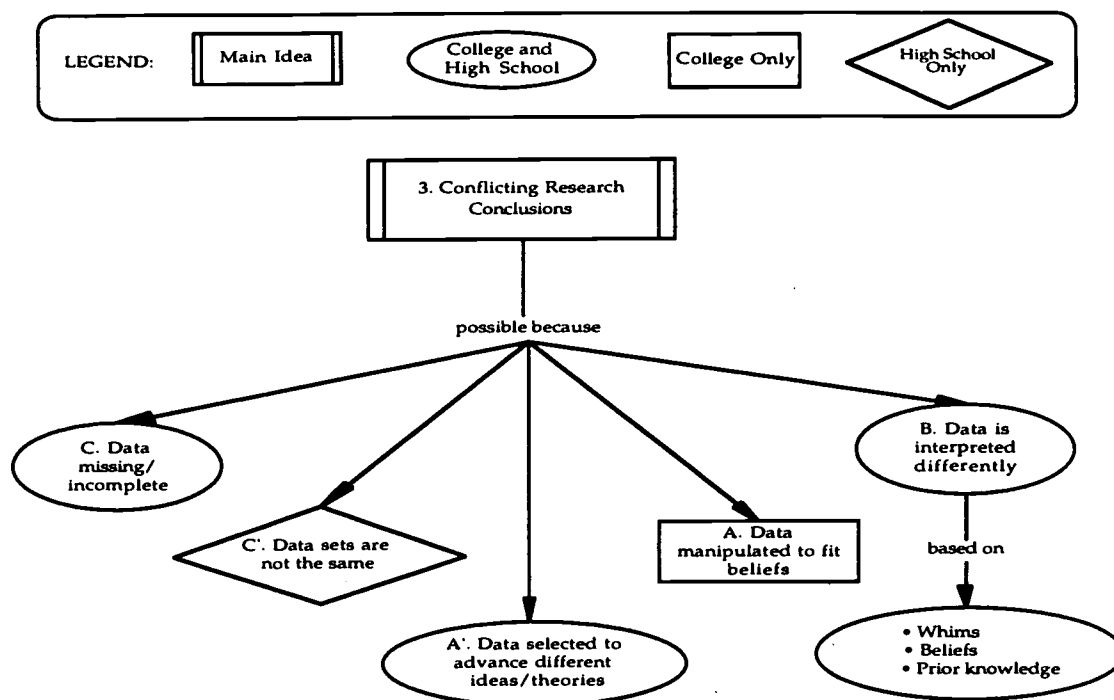 LEGEND:
Main Idea
College and
High School
College Only
High School
Only
3. Conflicting Research
Conclusions
possible because
C. Data
missing/
incomplete
B. Data is
interpreted
differently
C'. Data sets are
not the same
A. Data
manipulated to fit
beliefs
based on
A'. Data selected to
advance different
ideas/theories
• Whims
• Beliefs
• Prior knowledge